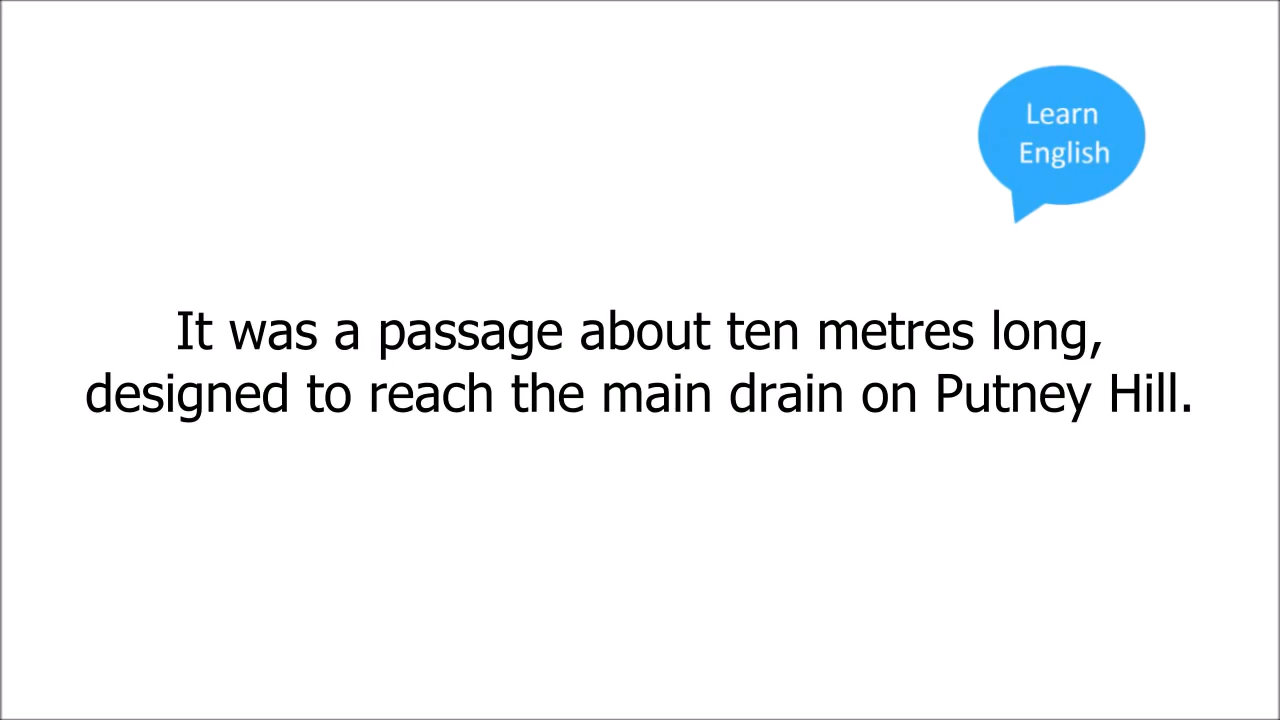 Learn
English
It was a passage about ten metres long,
designed to reach the main drain on Putney Hill.